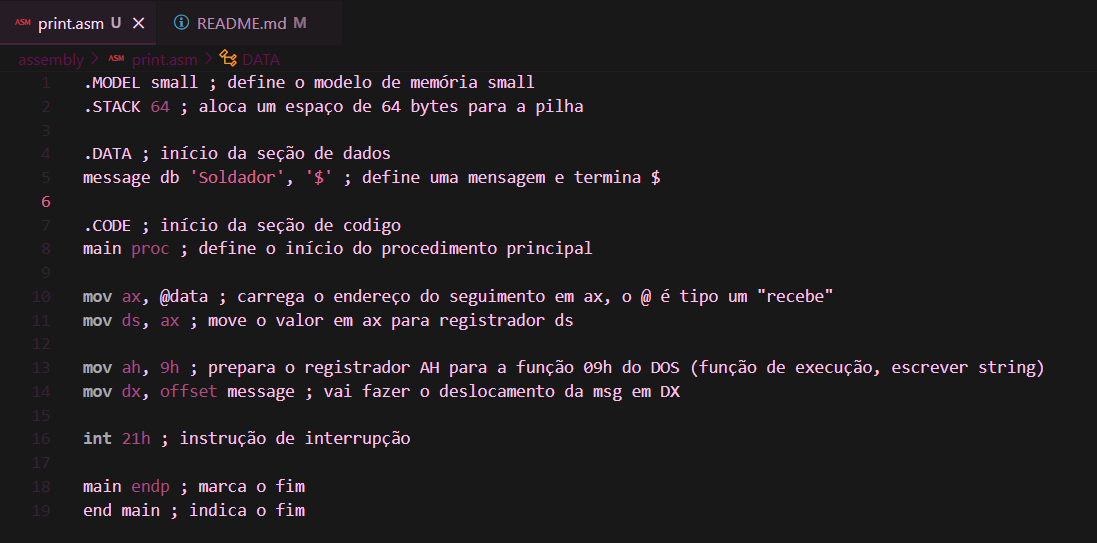 ASM print.asm U × README.md M
assembly > ASM print.asm > DATA
1 .MODEL small ; define o modelo de memória small
2 .STACK 64 ; aloca um espaço de 64 bytes para a pilha
3
4 .DATA ; início da seção de dados
5 message db 'Soldador', '$' ; define uma mensagem e termina $
6
7 .CODE ; início da seção de codigo
8 main proc ; define o início do procedimento principal
9
10 mov ax, @data ; carrega o endereço do seguimento em ax, o @ é tipo um "recebe"
11 mov ds, ax ; move o valor em ax para registrador ds
12
13 mov ah, 9h ; prepara o registrador AH para a função 09h do DOS (função de execução, escrever string)
14 mov dx, offset message ; vai fazer o deslocamento da msg em DX
15
16 int 21h ; instrução de interrupção
17
18 main endp ; marca o fim
19 end main ; indica o fim